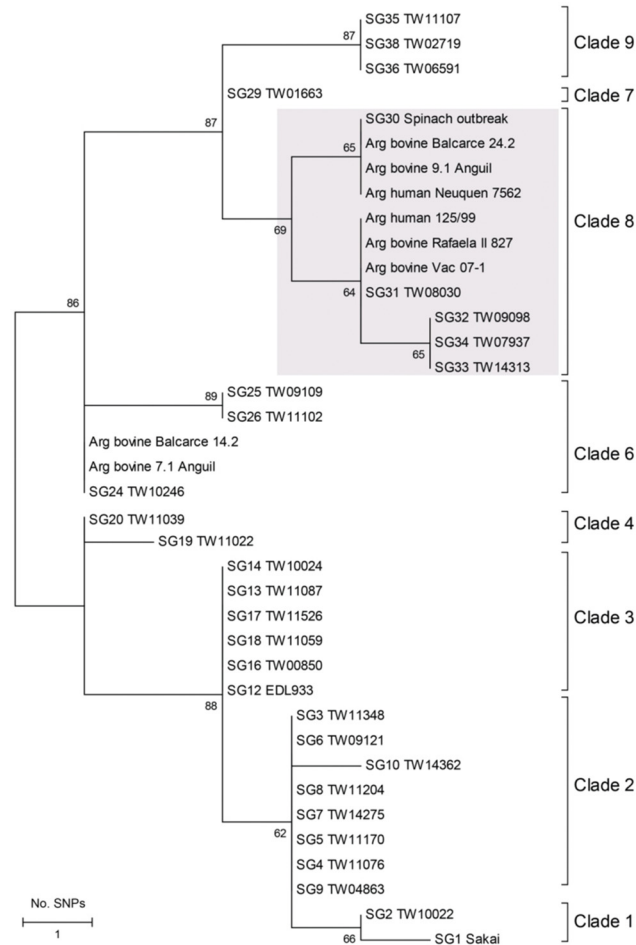 SG35 TW11107
87
SG38 TW02719
Clade 9
SG36 TW06591
SG29 TW01663
Clade 7
87
SG30 Spinach outbreak
Arg bovine Balcarce 24.2
65
Arg bovine 9.1 Anguil
Arg human Neuquen 7562
Arg human 125/99
Clade 8
69
Arg bovine Rafaela II 827
Arg bovine Vac 07-1
64
SG31 TW08030
86
SG32 TW09098
SG34 TW07937
65
SG33 TW14313
89
SG25 TW09109
SG26 TW11102
Arg bovine Balcarce 14.2
Clade 6
Arg bovine 7.1 Anguil
SG24 TW10246
SG20 TW11039
Clade 4
SG19 TW11022
SG14 TW10024
SG13 TW11087
SG17 TW11526
Clade 3
SG18 TW11059
SG16 TW00850
SG12 EDL933
88
SG3 TW11348
SG6 TW09121
SG10 TW14362
Clade 2
SG8 TW11204
SG7 TW14275
62
SG5 TW11170
SG4 TW11076
SG9 TW04863
SG2 TW10022
Clade 1
66
SG1 Sakai
No. SNPs
1